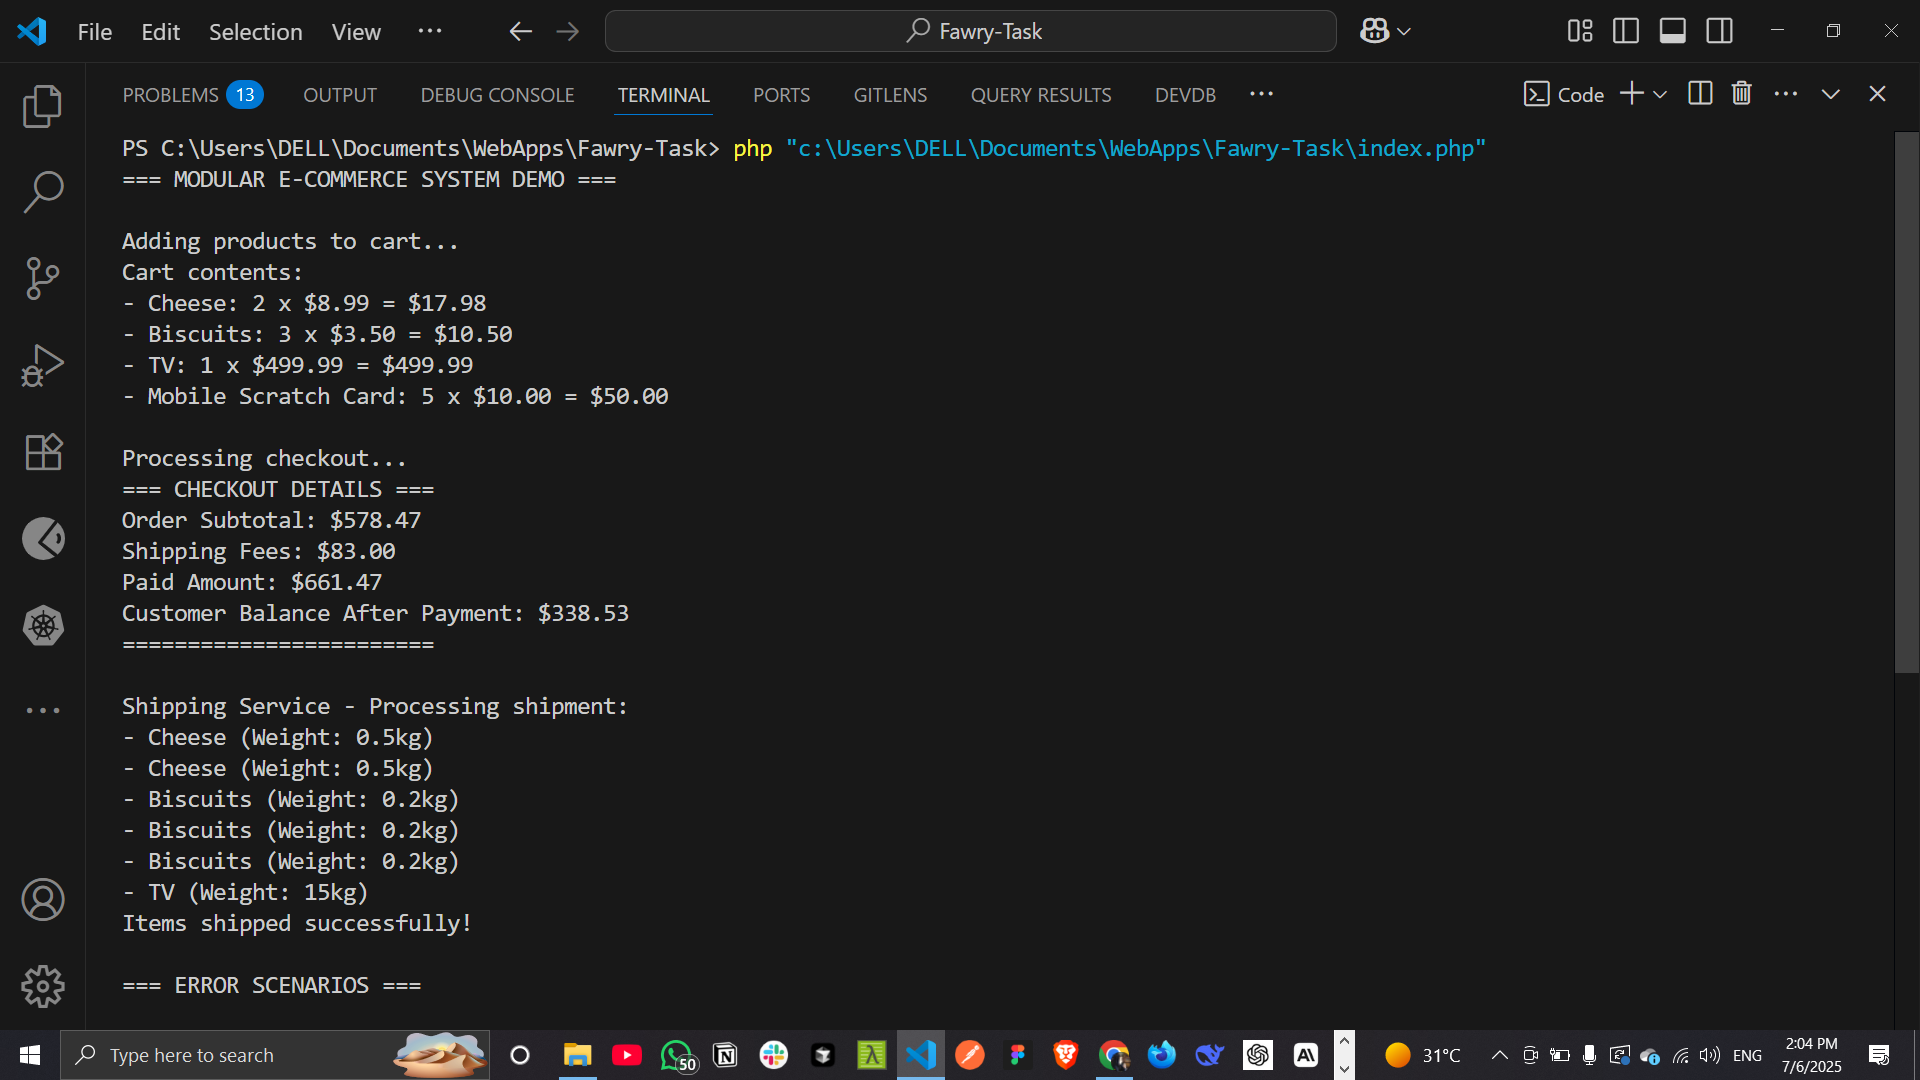 File Edit Selection View ··· Fawry-Task
PROBLEMS 13 OUTPUT DEBUG CONSOLE TERMINAL PORTS GITLENS QUERY RESULTS DEVDB ··· Code
PS C:\Users\DELL\Documents\WebApps\Fawry-Task> php "c:\Users\DELL\Documents\WebApps\Fawry-Task\index.php"
=== MODULAR E-COMMERCE SYSTEM DEMO ===
Adding products to cart...
Cart contents:
- Cheese: 2 x $8.99 = $17.98
- Biscuits: 3 x $3.50 = $10.50
- TV: 1 x $499.99 = $499.99
- Mobile Scratch Card: 5 x $10.00 = $50.00
Processing checkout...
=== CHECKOUT DETAILS ===
Order Subtotal: $578.47
Shipping Fees: $83.00
Paid Amount: $661.47
Customer Balance After Payment: $338.53
========================
Shipping Service - Processing shipment:
- Cheese (Weight: 0.5kg)
- Cheese (Weight: 0.5kg)
- Biscuits (Weight: 0.2kg)
- Biscuits (Weight: 0.2kg)
- Biscuits (Weight: 0.2kg)
- TV (Weight: 15kg)
Items shipped successfully!
=== ERROR SCENARIOS ===
Type here to search 50 31°C ENG 2:04 PM
7/6/2025